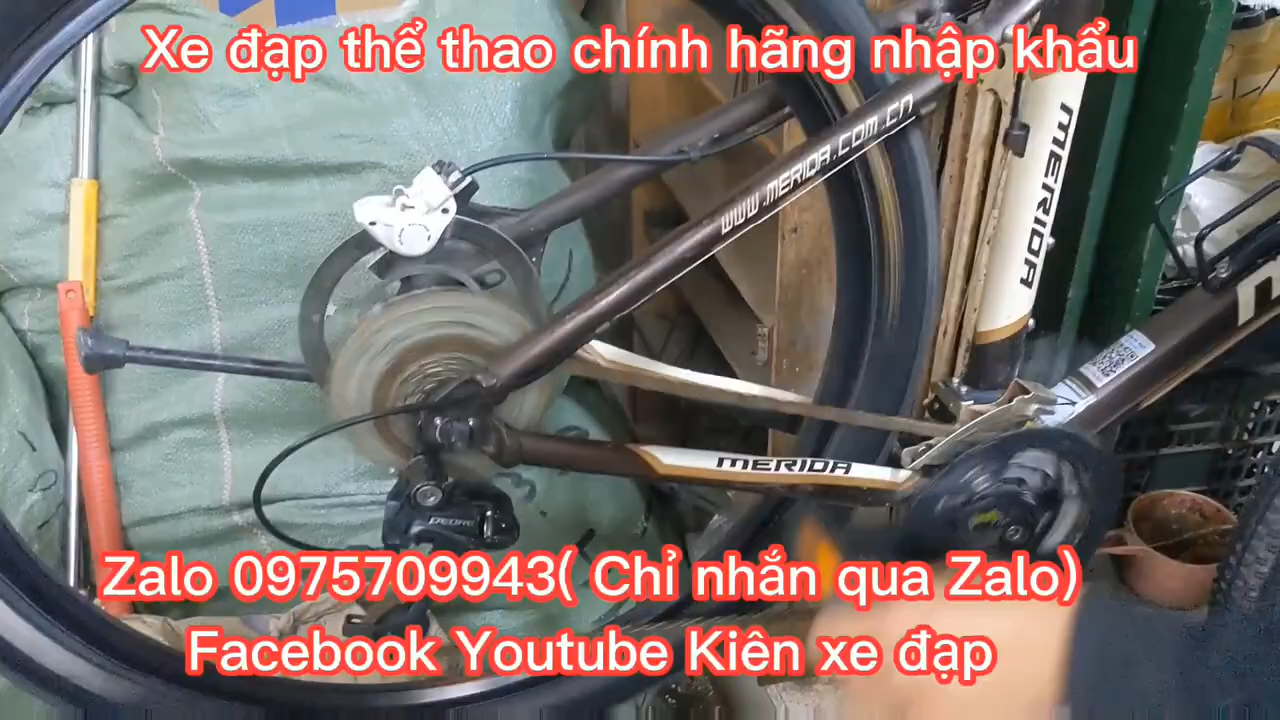 Xe đạp thể thao chính hãng nhập khẩu
WWW.MERIDA.COM.CN
MERIDA
MERIDA
DEORE
Zalo 0975709943( Chỉ nhắn qua Zalo)
Facebook Youtube Kiên xe đạp